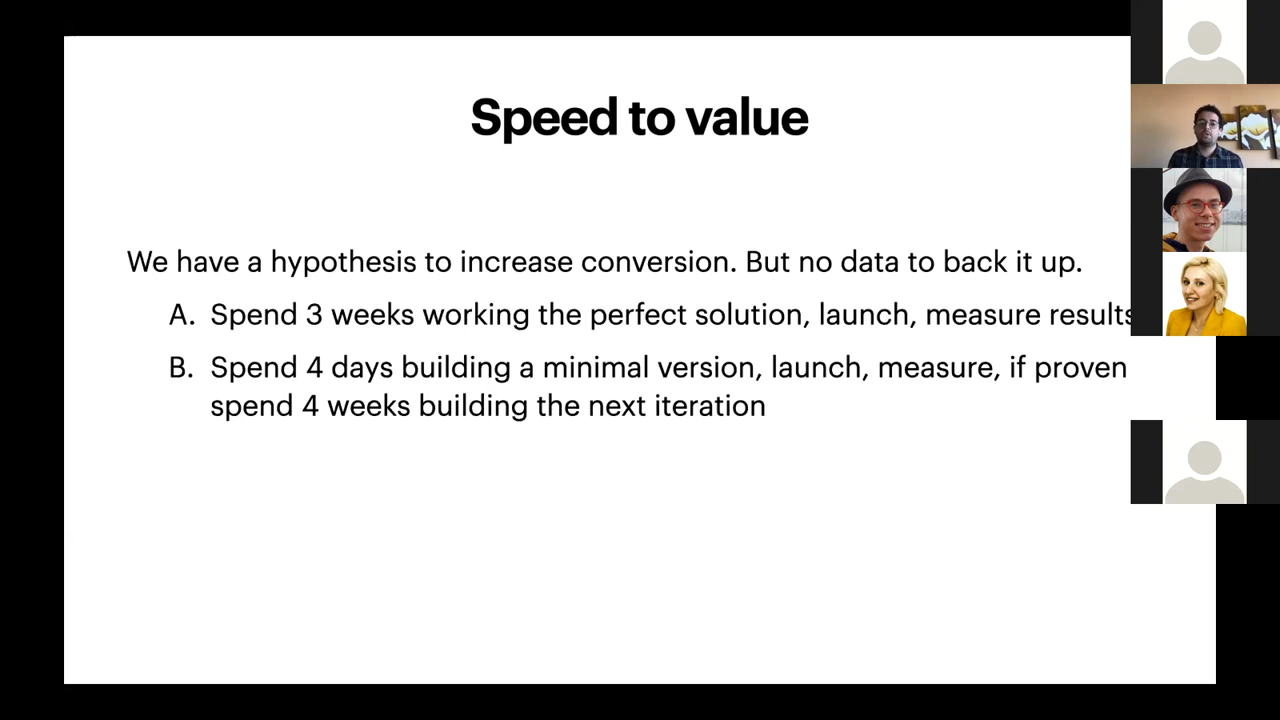 Speed to value
We have a hypothesis to increase conversion. But no data to back it up.
A. Spend 3 weeks working the perfect solution, launch, measure results
B. Spend 4 days building a minimal version, launch, measure, if proven
spend 4 weeks building the next iteration